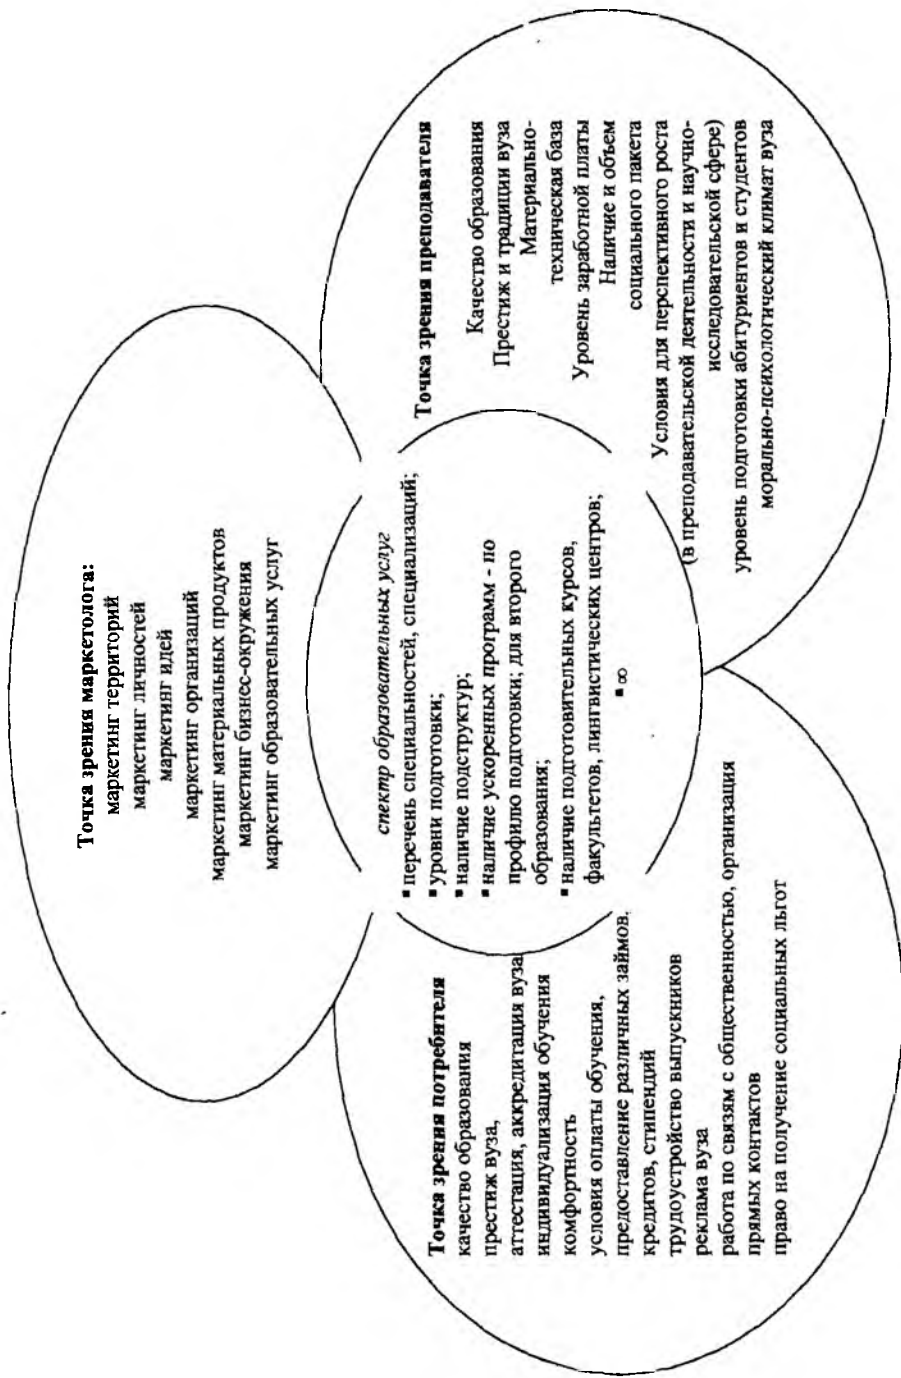 Точка зрения маркетолога:
маркетинг территорий
маркетинг личностей
маркетинг идей
маркетинг организаций
маркетинг материальных продуктов
маркетинг бизнес-окружения
маркетинг образовательных услуг
Точка зрения потребителя
качество образования
престиж вуза,
аттестация, аккредитация вуза
индивидуализация обучения
комфортность
условия оплаты обучения,
предоставление различных займов,
кредитов, стипендий
трудоустройство выпускников
реклама вуза
работа по связям с общественностью, организация
прямых контактов
право на получение социальных льгот
спектр образовательных услуг
▪ перечень специальностей, специализаций;
▪ уровни подготовки;
▪ наличие подструктур;
▪ наличие ускоренных программ - по
профилю подготовки; для второго
образования;
▪ наличие подготовительных курсов,
факультетов, лингвистических центров;
▪ ∞
Точка зрения преподавателя
Качество образования
Престиж и традиции вуза
Материально-
техническая база
Уровень заработной платы
Наличие и объем
социального пакета
Условия для перспективного роста
(в преподавательской деятельности и научно-
исследовательской сфере)
уровень подготовки абитуриентов и студентов
морально-психологический климат вуза